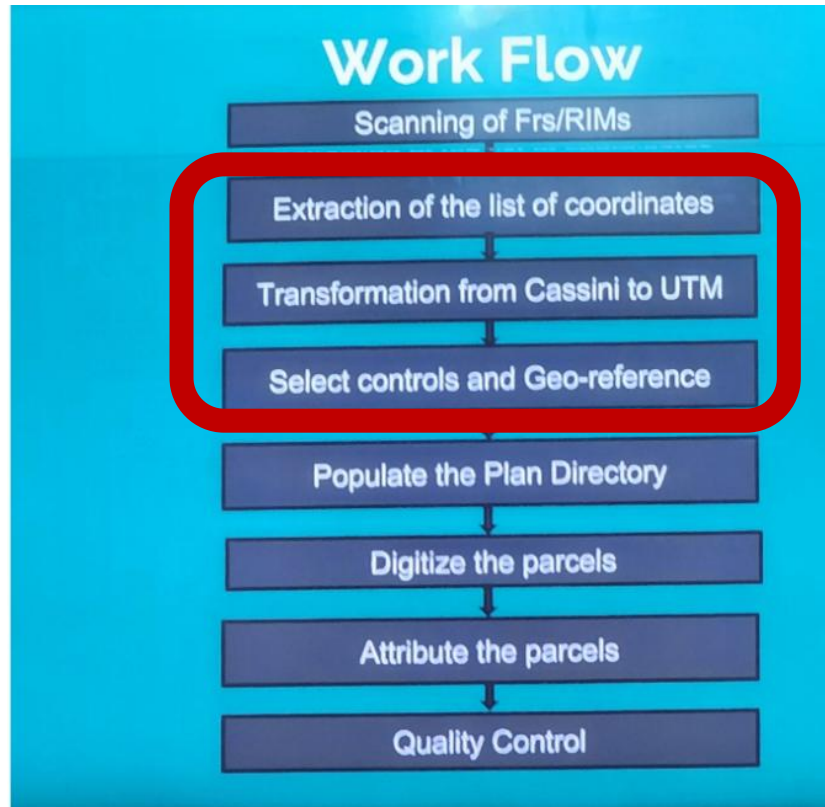 Work Flow
Scanning of Frs/RIMs
Extraction of the list of coordinates
Transformation from Cassini to UTM
Select controls and Geo-reference
Populate the Plan Directory
Digitize the parcels
Attribute the parcels
Quality Control